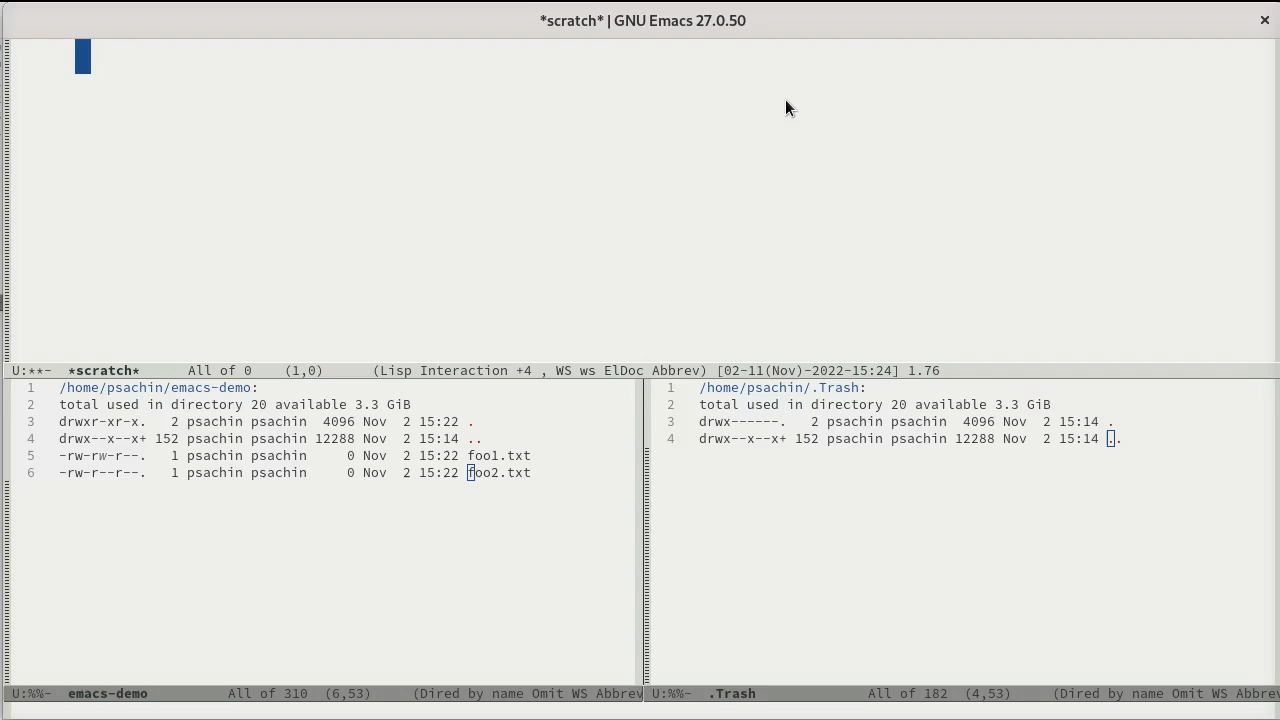 *scratch* | GNU Emacs 27.0.50
U:**-  *scratch*      All of 0    (1,0)      (Lisp Interaction +4 , WS ws ElDoc Abbrev) [02-11(Nov)-2022-15:24] 1.76
1   /home/psachin/emacs-demo:
2   total used in directory 20 available 3.3 GiB
3   drwxr-xr-x.   2 psachin psachin  4096 Nov  2 15:22 .
4   drwx--x--x+ 152 psachin psachin 12288 Nov  2 15:14 ..
5   -rw-rw-r--.   1 psachin psachin     0 Nov  2 15:22 foo1.txt
6   -rw-r--r--.   1 psachin psachin     0 Nov  2 15:22 foo2.txt
U:%%-  emacs-demo          All of 310  (6,53)     (Dired by name Omit WS Abbrev
1   /home/psachin/.Trash:
2   total used in directory 20 available 3.3 GiB
3   drwx------.   2 psachin psachin  4096 Nov  2 15:14 .
4   drwx--x--x+ 152 psachin psachin 12288 Nov  2 15:14 ..
U:%%-  .Trash              All of 182  (4,53)     (Dired by name Omit WS Abbrev